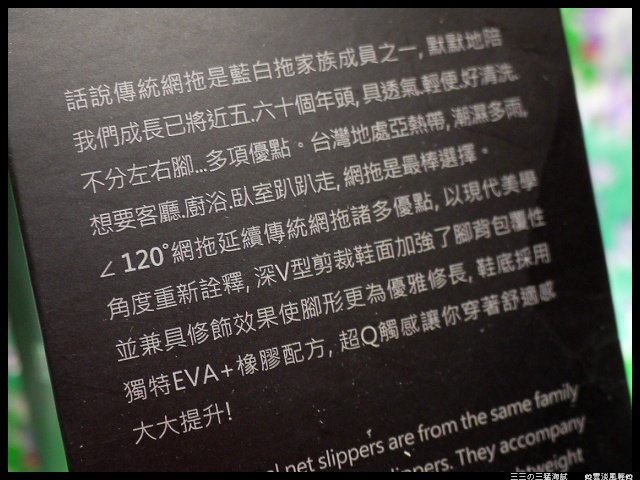 話說傳統網拖是藍白拖家族成員之一, 默默地陪
我們成長已將近五.六十個年頭, 具透氣.輕便.好清洗.
不分左右腳...多項優點。台灣地處亞熱帶, 潮濕多雨,
想要客廳.廚浴.臥室趴趴走, 網拖是最棒選擇。
∠120°網拖延續傳統網拖諸多優點, 以現代美學
角度重新詮釋, 深V型剪裁鞋面加強了腳背包覆性
並兼具修飾效果使腳形更為優雅修長, 鞋底採用
獨特EVA+橡膠配方, 超Q觸感讓你穿著舒適感
大大提升!
net slippers are from the same family
They accompany